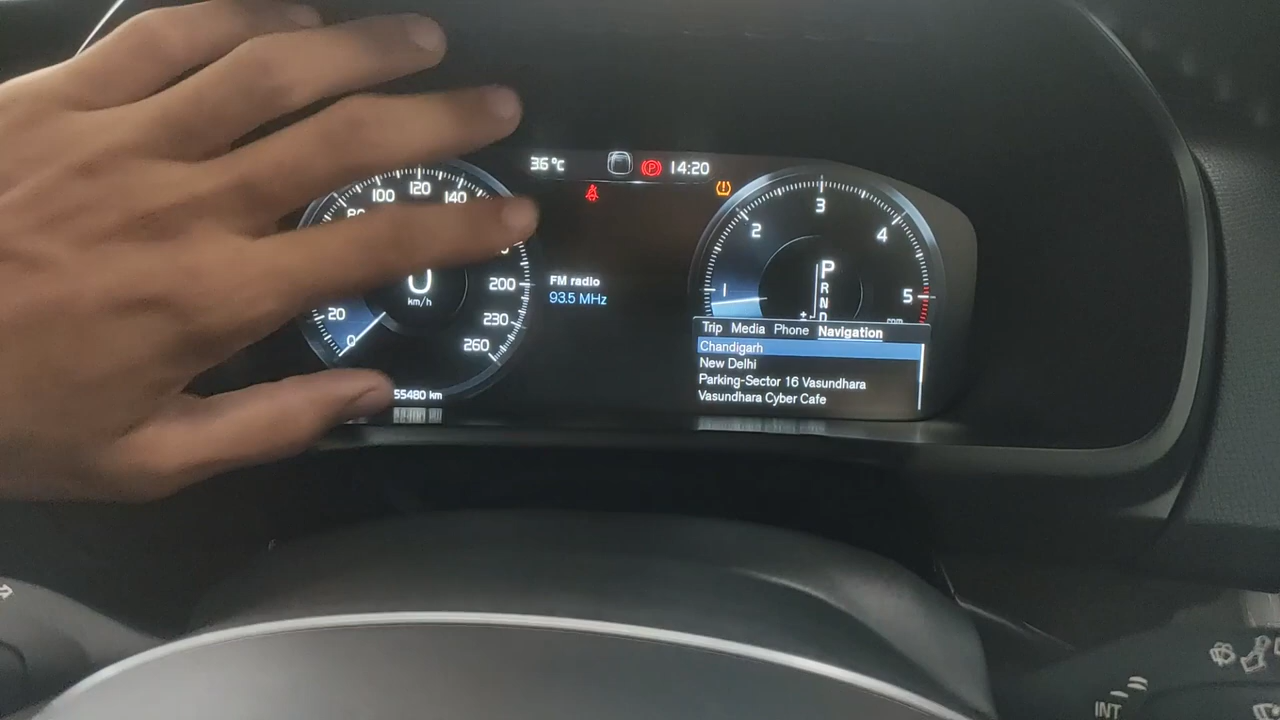 36°C P 14:20
80 100 120 140
200
230
260
0
20
0
km/h
55480 km
FM radio
93.5 MHz
1 2 3 4 5
P
R
N
D
+
Trip Media Phone Navigation
Chandigarh
New Delhi
Parking-Sector 16 Vasundhara
Vasundhara Cyber Cafe
INT